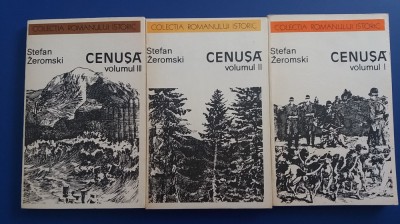 COLECȚIA ROMANULUI ISTORIC
Stefan
Żeromski
CENUȘA
volumul III
COLECȚIA ROMANULUI ISTORIC
Stefan
Żeromski
CENUȘA
volumul II
COLECȚIA ROMANULUI ISTORIC
Stefan
Żeromski
CENUȘA
volumul I